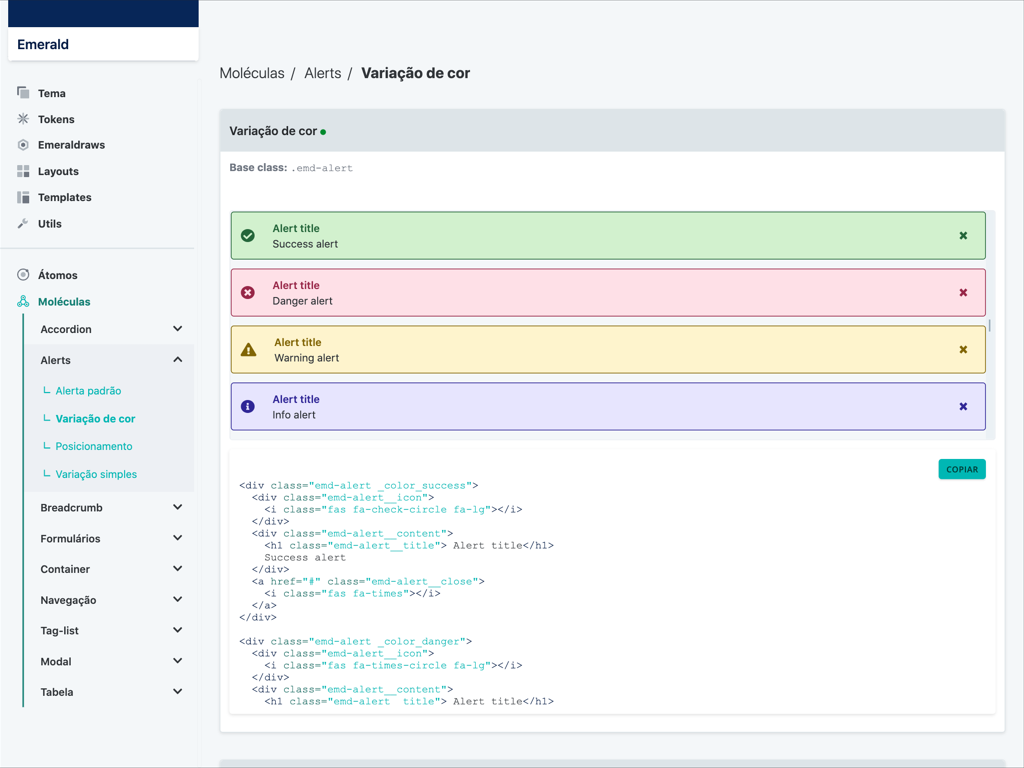 Emerald
Tema
Tokens
Emeraldraws
Layouts
Templates
Utils
Átomos
Moléculas
Accordion
Alerts
Alerta padrão
Variação de cor
Posicionamento
Variação simples
Breadcrumb
Formulários
Container
Navegação
Tag-list
Modal
Tabela
Moléculas / Alerts / Variação de cor
Variação de cor
Base class: .emd-alert
Alert title
Success alert
Alert title
Danger alert
Alert title
Warning alert
Alert title
Info alert
COPIAR
<div class="emd-alert _color_success">
  <div class="emd-alert__icon">
    <i class="fas fa-check-circle fa-lg"></i>
  </div>
  <div class="emd-alert__content">
    <h1 class="emd-alert__title"> Alert title</h1>
    Success alert
  </div>
  <a href="#" class="emd-alert__close">
    <i class="fas fa-times"></i>
  </a>
</div>
<div class="emd-alert _color_danger">
  <div class="emd-alert__icon">
    <i class="fas fa-times-circle fa-lg"></i>
  </div>
  <div class="emd-alert__content">
    <h1 class="emd-alert__title"> Alert title</h1>